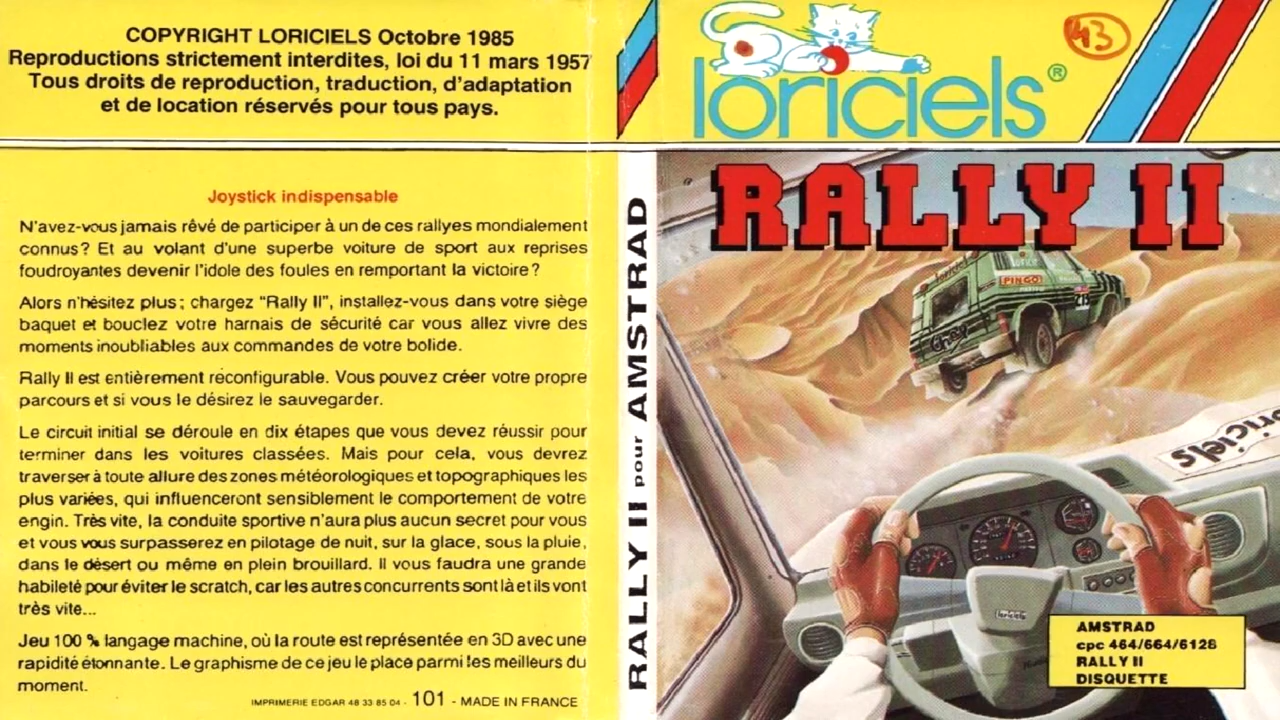 COPYRIGHT LORICIELS Octobre 1985
Reproductions strictement interdites, loi du 11 mars 1957
Tous droits de reproduction, traduction, d'adaptation
et de location réservés pour tous pays.
Joystick indispensable
N'avez-vous jamais rêvé de participer à un de ces rallyes mondialement
connus? Et au volant d'une superbe voiture de sport aux reprises
foudroyantes devenir l'idole des foules en remportant la victoire?
Alors n'hésitez plus; chargez "Rally II", installez-vous dans votre siège
baquet et bouclez votre harnais de sécurité car vous allez vivre des
moments inoubliables aux commandes de votre bolide.
Rally II est entièrement réconfigurable. Vous pouvez créer votre propre
parcours et si vous le désirez le sauvegarder.
Le circuit initial se déroule en dix étapes que vous devez réussir pour
terminer dans les voitures classées. Mais pour cela, vous devrez
traverser à toute allure des zones météorologiques et topographiques les
plus variées, qui influenceront sensiblement le comportement de votre
engin. Très vite, la conduite sportive n'aura plus aucun secret pour vous
et vous vous surpasserez en pilotage de nuit, sur la glace, sous la pluie,
dans le désert ou même en plein brouillard. Il vous faudra une grande
habileté pour éviter le scratch, car les autres concurrents sont là et ils vont
très vite...
Jeu 100 % langage machine, où la route est représentée en 3D avec une
rapidité étonnante. Le graphisme de ce jeu le place parmi les meilleurs du
moment.
IMPRIMERIE EDGAR 48 33 85 04 - 101 - MADE IN FRANCE
RALLY II pour AMSTRAD
loriciels®
43
RALLY II
PINGO
215
loriciels
loriciels
AMSTRAD
cpc 464/664/6128
RALLY II
DISQUETTE